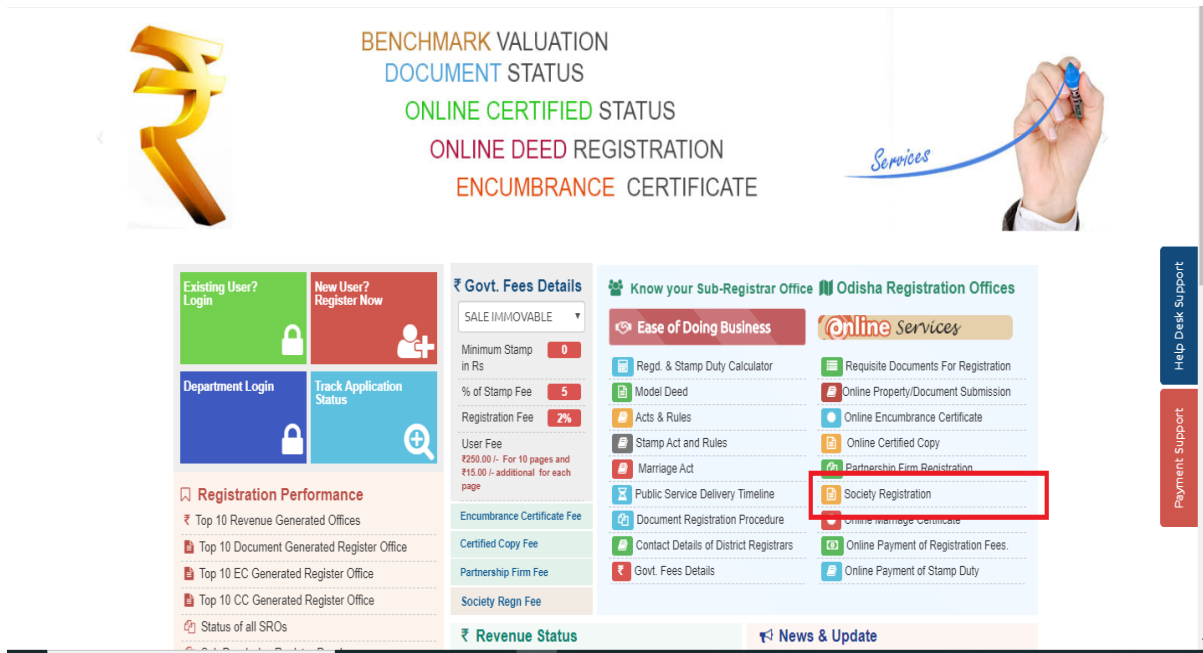 BENCHMARK VALUATION
DOCUMENT STATUS
ONLINE CERTIFIED STATUS
ONLINE DEED REGISTRATION
ENCUMBRANCE CERTIFICATE
Services
Existing User?
Login
New User?
Register Now
Department Login
Track Application
Status
Registration Performance
₹ Top 10 Revenue Generated Offices
Top 10 Document Generated Register Office
Top 10 EC Generated Register Office
Top 10 CC Generated Register Office
Status of all SROs
₹ Govt. Fees Details
SALE IMMOVABLE
Minimum Stamp
in Rs
0
% of Stamp Fee
5
Registration Fee
2%
User Fee
₹250.00 /- For 10 pages and
₹15.00 /- additional for each
page
Encumbrance Certificate Fee
Certified Copy Fee
Partnership Firm Fee
Society Regn Fee
Know your Sub-Registrar Office
Ease of Doing Business
Regd. & Stamp Duty Calculator
Model Deed
Acts & Rules
Stamp Act and Rules
Marriage Act
Public Service Delivery Timeline
Document Registration Procedure
Contact Details of District Registrars
₹ Govt. Fees Details
Odisha Registration Offices
Online Services
Requisite Documents For Registration
Online Property/Document Submission
Online Encumbrance Certificate
Online Certified Copy
Partnership Firm Registration
Society Registration
Online Marriage Certificate
Online Payment of Registration Fees.
Online Payment of Stamp Duty
₹ Revenue Status
News & Update
Help Desk Support
Payment Support